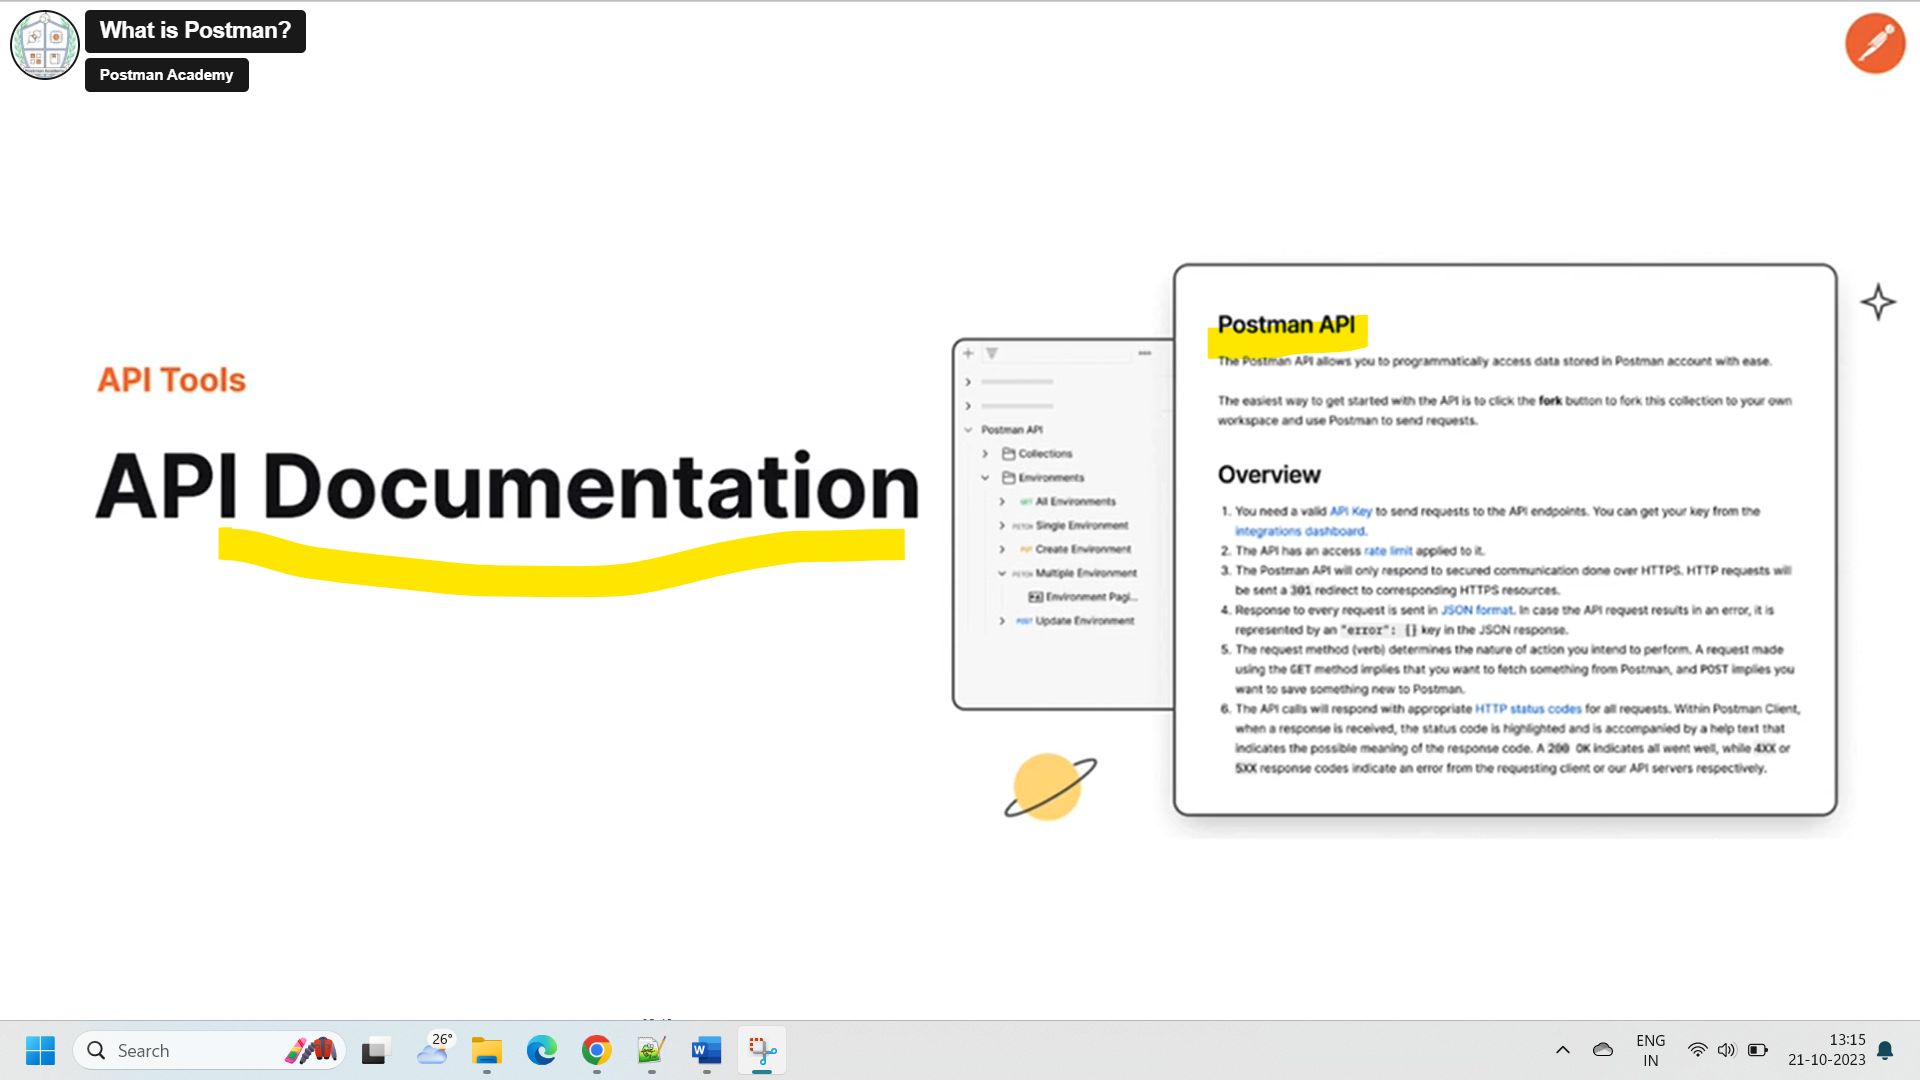 What is Postman?
Postman Academy
API Tools
API Documentation
Postman API
Collections
Environments
GET All Environments
FETCH Single Environment
PUT Create Environment
FETCH Multiple Environment
Environment Pagi...
POST Update Environment
Postman API
The Postman API allows you to programmatically access data stored in Postman account with ease.
The easiest way to get started with the API is to click the fork button to fork this collection to your own
workspace and use Postman to send requests.
Overview
1. You need a valid API Key to send requests to the API endpoints. You can get your key from the
integrations dashboard.
2. The API has an access rate limit applied to it.
3. The Postman API will only respond to secured communication done over HTTPS. HTTP requests will
be sent a 301 redirect to corresponding HTTPS resources.
4. Response to every request is sent in JSON format. In case the API request results in an error, it is
represented by an "error": {} key in the JSON response.
5. The request method (verb) determines the nature of action you intend to perform. A request made
using the GET method implies that you want to fetch something from Postman, and POST implies you
want to save something new to Postman.
6. The API calls will respond with appropriate HTTP status codes for all requests. Within Postman Client,
when a response is received, the status code is highlighted and is accompanied by a help text that
indicates the possible meaning of the response code. A 200 OK indicates all went well, while 4XX or
5XX response codes indicate an error from the requesting client or our API servers respectively.
Search
26°
ENG
IN
13:15
21-10-2023